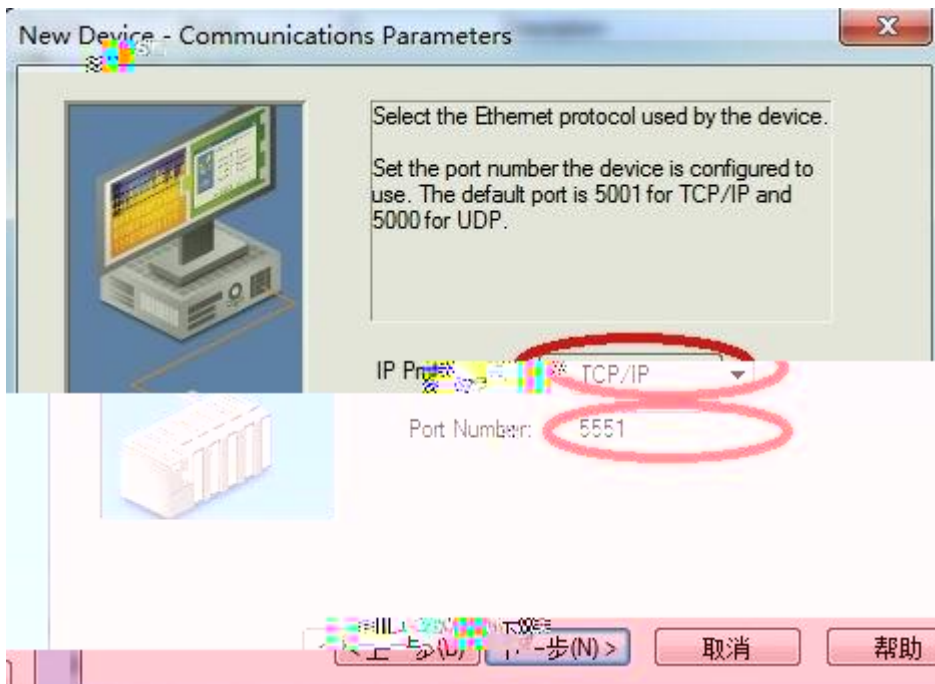 New Device - Communications Parameters
Select the Ethernet protocol used by the device.
Set the port number the device is configured to
use. The default port is 5001 for TCP/IP and
5000 for UDP.
IP
TCP/IP
Port Number:
5551
步(N) >
取消
帮助